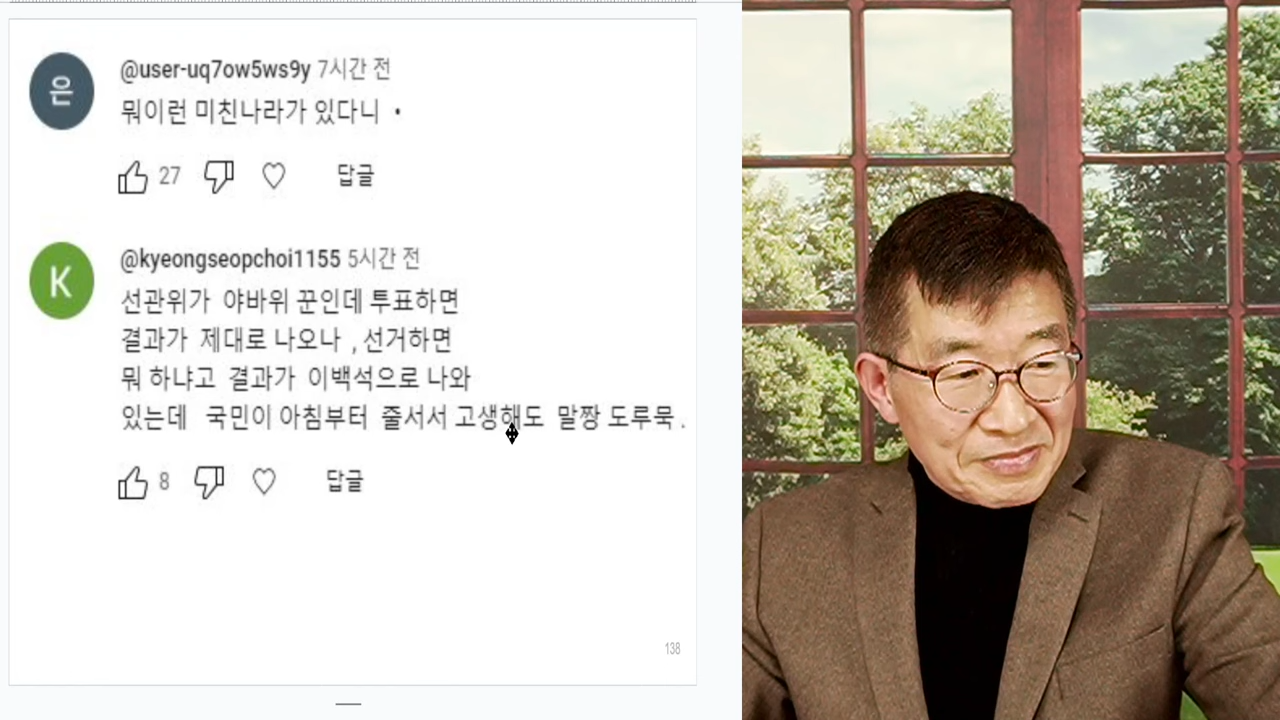 은
@user-uq7ow5ws9y 7시간 전
뭐이런 미친나라가 있다니 •
27 답글
K
@kyeongseopchoi1155 5시간 전
선관위가 야바위 꾼인데 투표하면
결과가 제대로 나오나 , 선거하면
뭐 하냐고 결과가 이백석으로 나와
있는데 국민이 아침부터 줄서서 고생해도 말짱 도루묵 .
8 답글
138